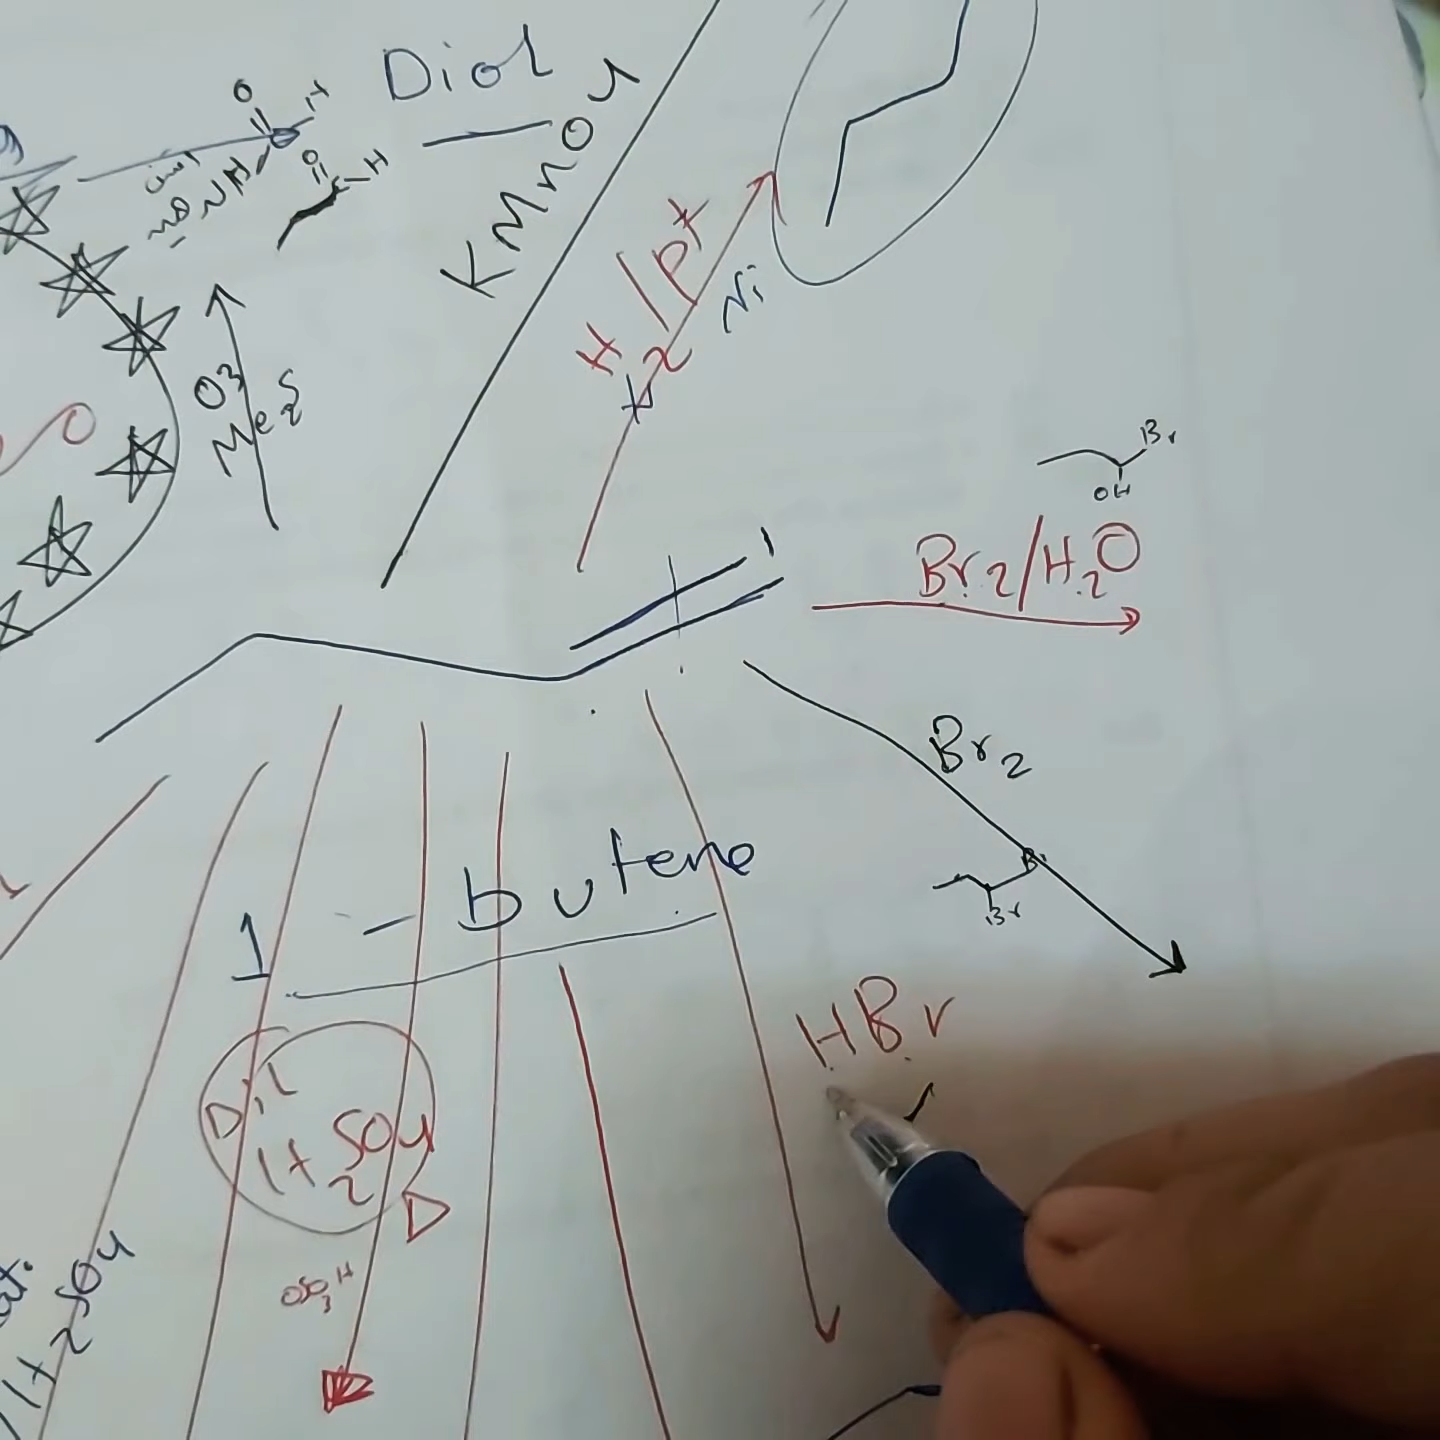 Diol
KMnO4
O
H
O
H
H2/Pt
Ni
O3
Me2S
Br
OH
Br2/H2O
Br2
Br
Br
1 - butene
HBr
Dil
H2SO4
Δ
OSO3H
H2SO4